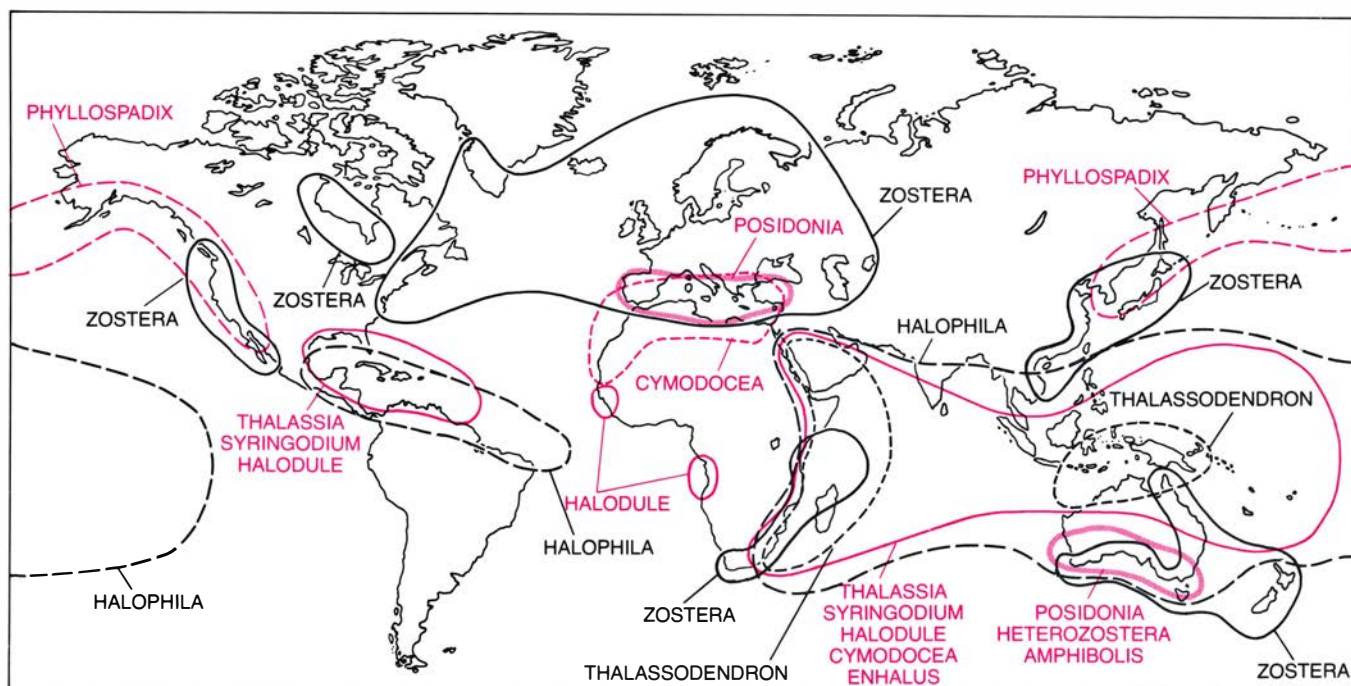 PHYLLOSPADIX
ZOSTERA
ZOSTERA
THALASSIA
SYRINGODIUM
HALODULE
HALOPHILA
HALOPHILA
HALODULE
POSIDONIA
CYMODOCEA
ZOSTERA
HALOPHILA
PHYLLOSPADIX
ZOSTERA
THALASSODENDRON
ZOSTERA
THALASSODENDRON
THALASSIA
SYRINGODIUM
HALODULE
CYMODOCEA
ENHALUS
POSIDONIA
HETEROZOSTERA
AMPHIBOLIS
ZOSTERA